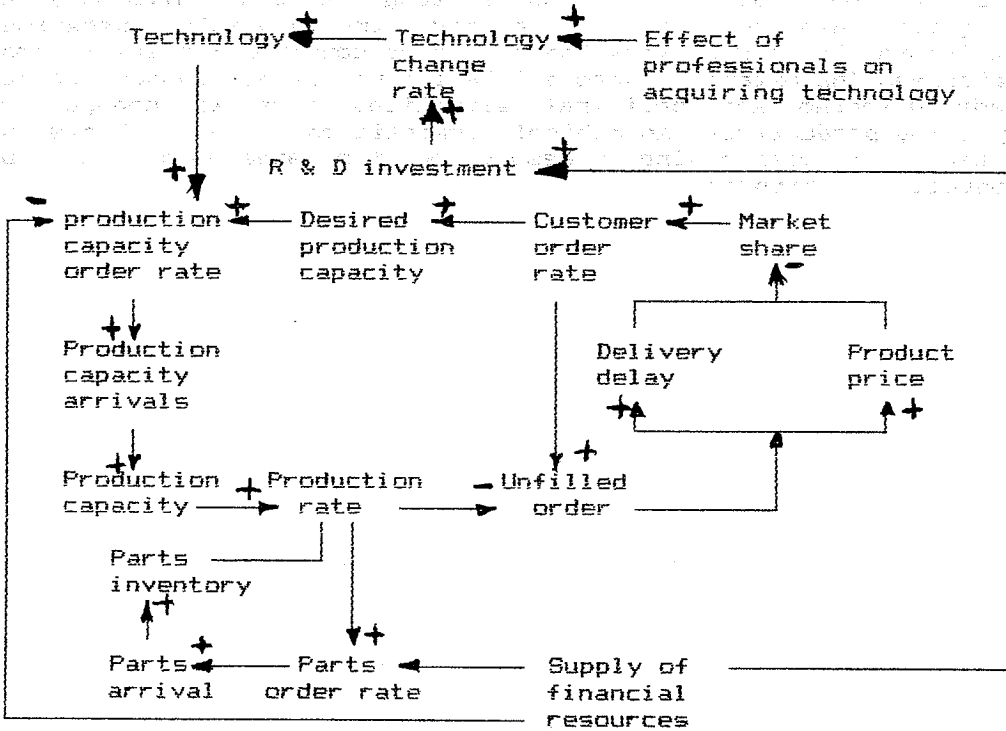 Technology
Technology
change
rate
Effect of
professionals on
acquiring technology
R & D investment
production
capacity
order rate
Desired
production
capacity
Customer
order
rate
Market
share
Production
capacity
arrivals
Delivery
delay
Product
price
Production
capacity
Production
rate
Unfilled
order
Parts
inventory
Parts
arrival
Parts
order rate
Supply of
financial
resources